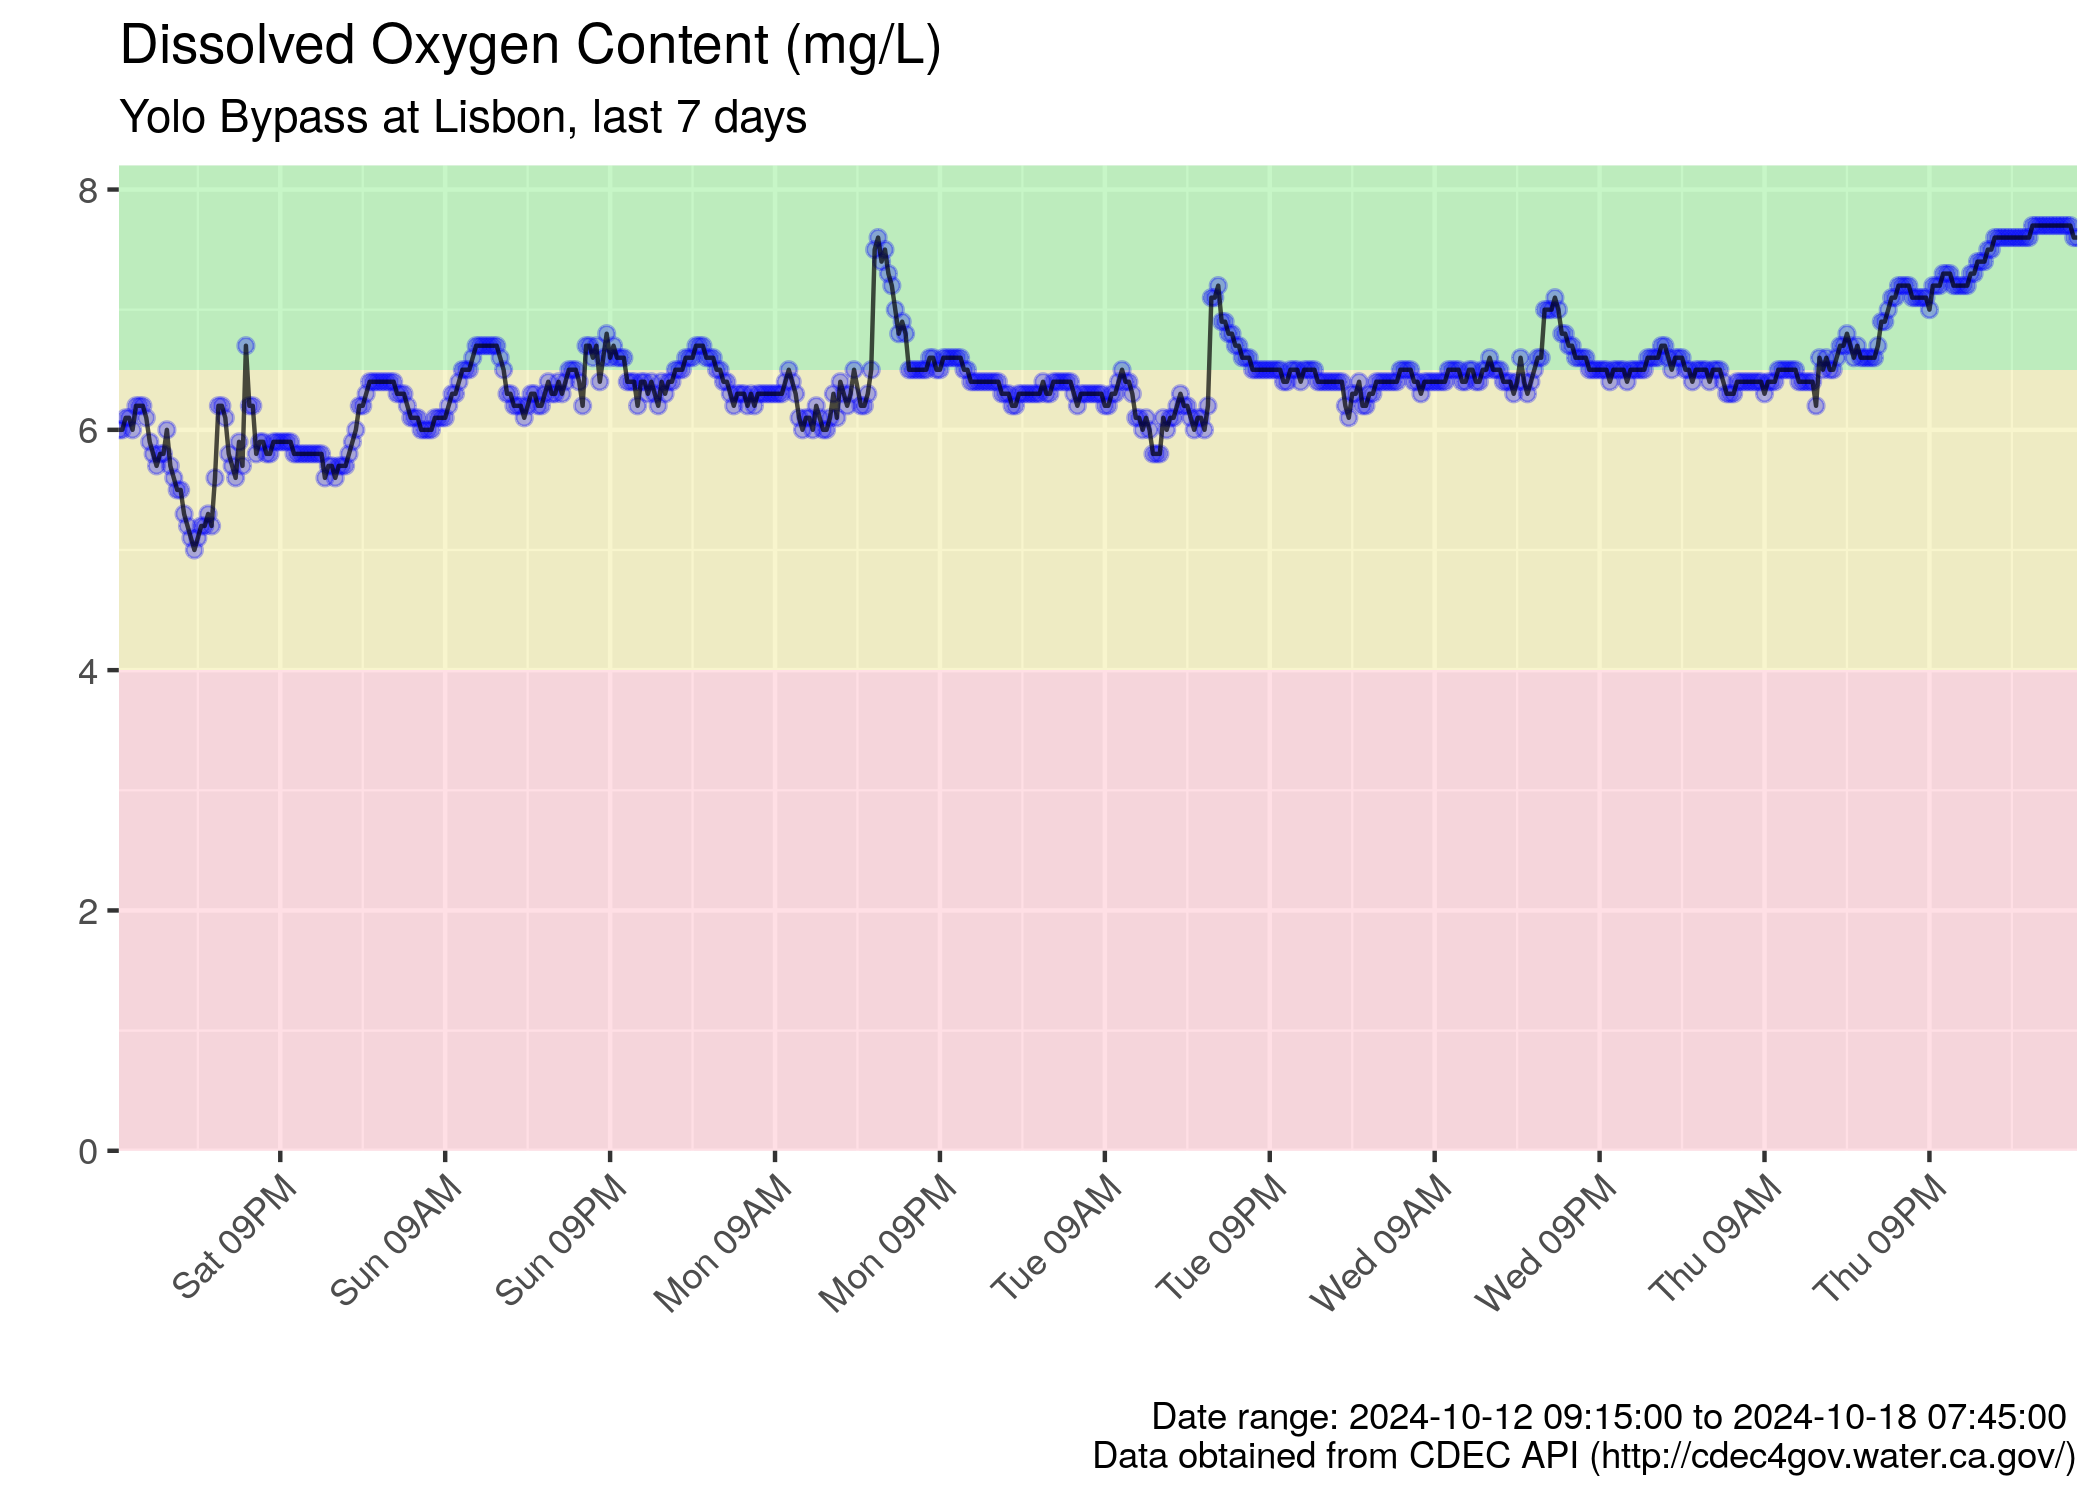 Dissolved Oxygen Content (mg/L)
Yolo Bypass at Lisbon, last 7 days
8
6
4
2
0
Sat 09PM
Sun 09AM
Sun 09PM
Mon 09AM
Mon 09PM
Tue 09AM
Tue 09PM
Wed 09AM
Wed 09PM
Thu 09AM
Thu 09PM
Date range: 2024-10-12 09:15:00 to 2024-10-18 07:45:00
Data obtained from CDEC API (http://cdec4gov.water.ca.gov/)